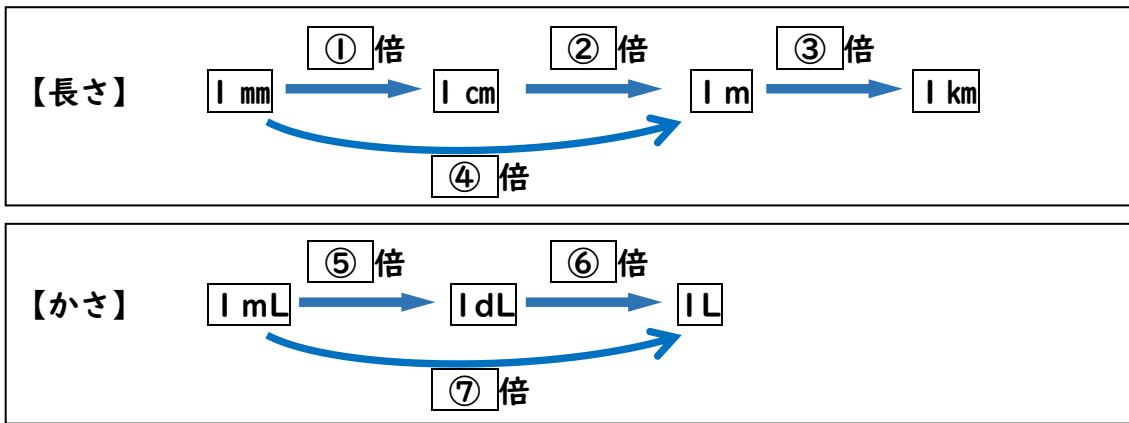 ① 倍 ② 倍 ③ 倍
【長さ】 1 mm 1 cm 1 m 1 km
④ 倍
⑤ 倍 ⑥ 倍
【かさ】 1 mL 1dL 1L
⑦ 倍